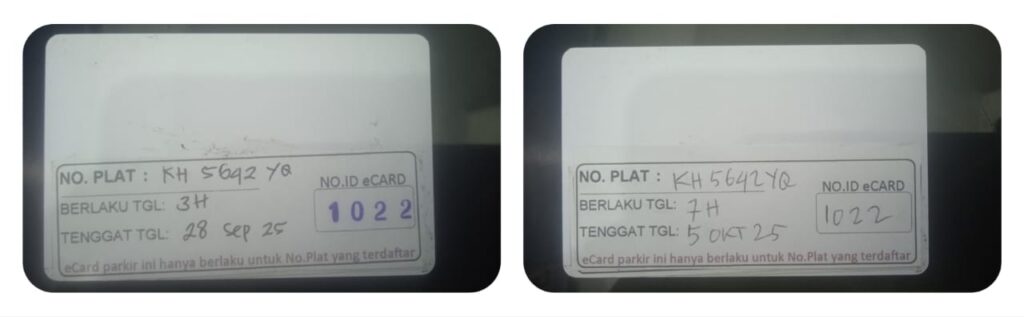 NO. PLAT : KH 5642 YQ
NO.ID eCARD
BERLAKU TGL: 3H
1022
TENGGAT TGL: 28 Sep 25
eCard parkir ini hanya berlaku untuk No.Plat yang terdaftar
NO. PLAT : KH 5642 YQ
NO.ID eCARD
BERLAKU TGL: 7H
1022
TENGGAT TGL: 5 OKT 25
eCard parkir ini hanya berlaku untuk No.Plat yang terdaftar